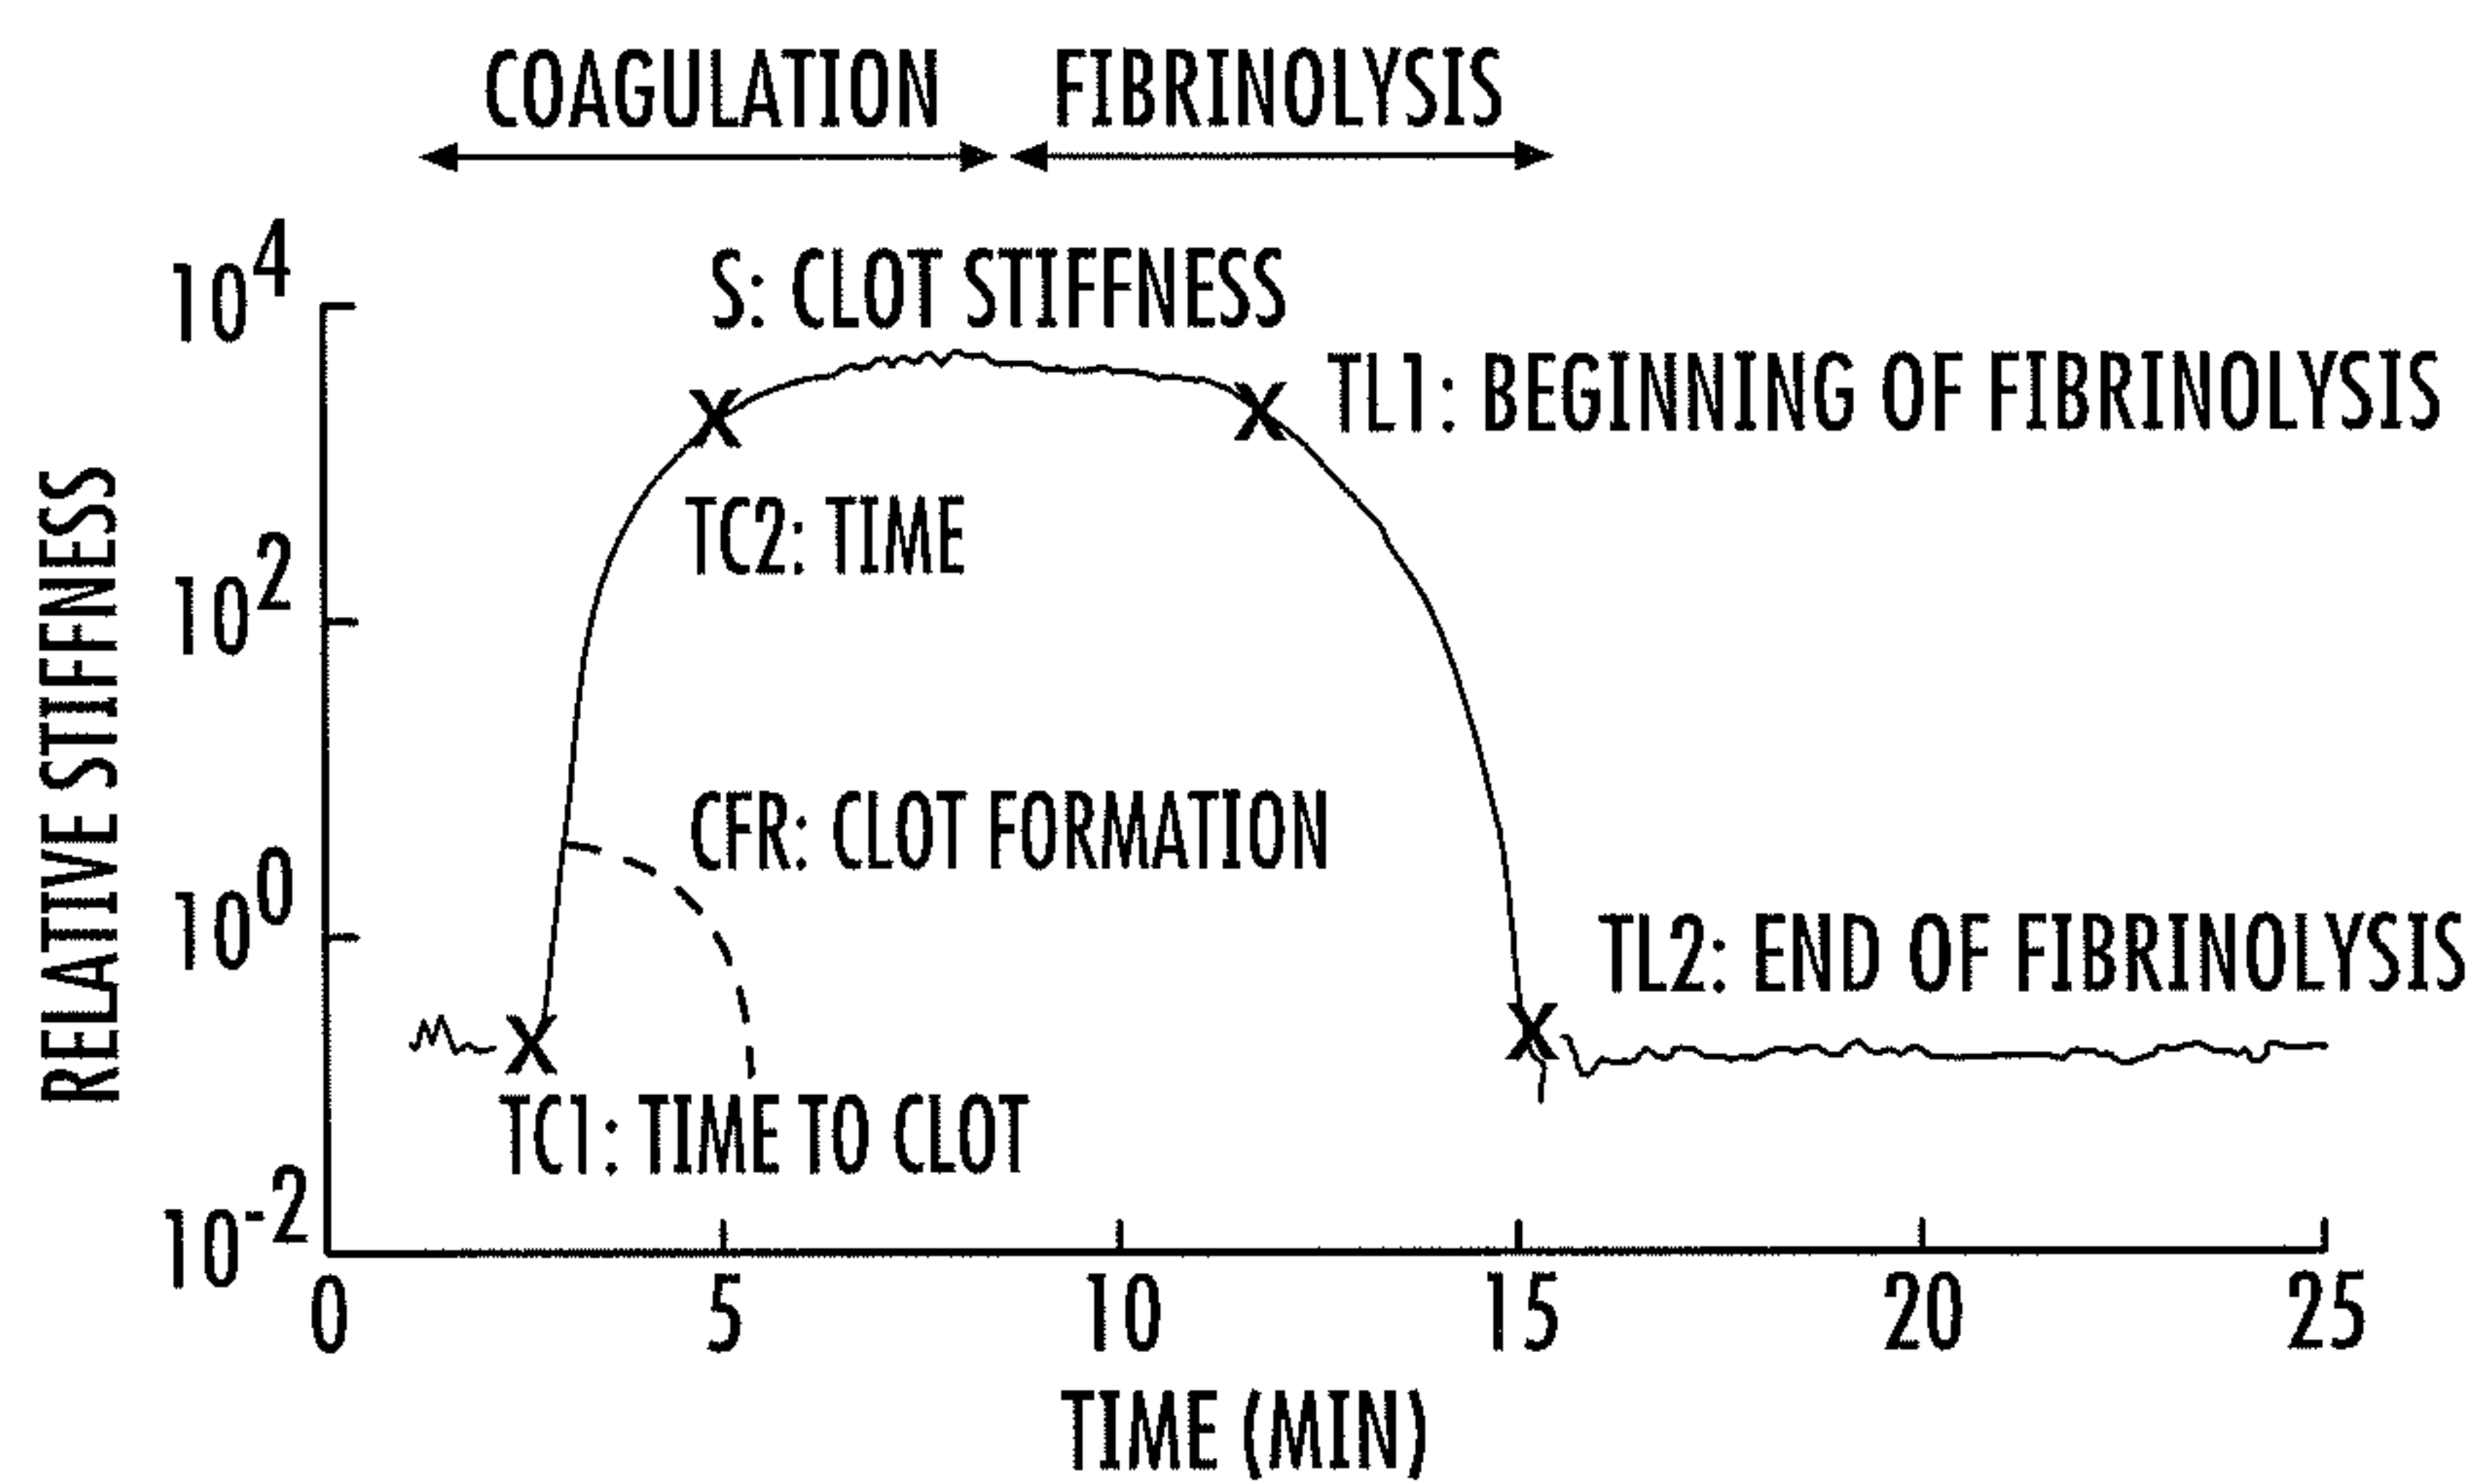 COAGULATION FIBRINOLYSIS
10^4
S: CLOT STIFFNESS
TL1: BEGINNING OF FIBRINOLYSIS
TC2: TIME
10^2
RELATIVE STIFFNESS
CFR: CLOT FORMATION
10^0
TL2: END OF FIBRINOLYSIS
TC1: TIME TO CLOT
10^-2
0 5 10 15 20 25
TIME (MIN)